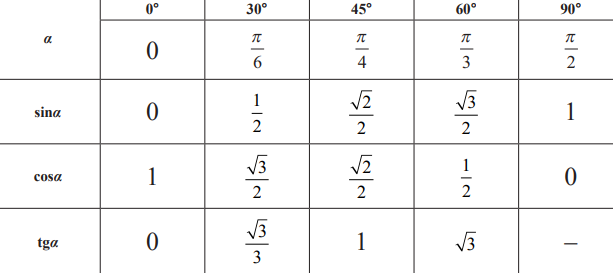 α 0° 30° 45° 60° 90°
0 π/6 π/4 π/3 π/2
sinα 0 1/2 √2/2 √3/2 1
cosα 1 √3/2 √2/2 1/2 0
tgα 0 √3/3 1 √3 –